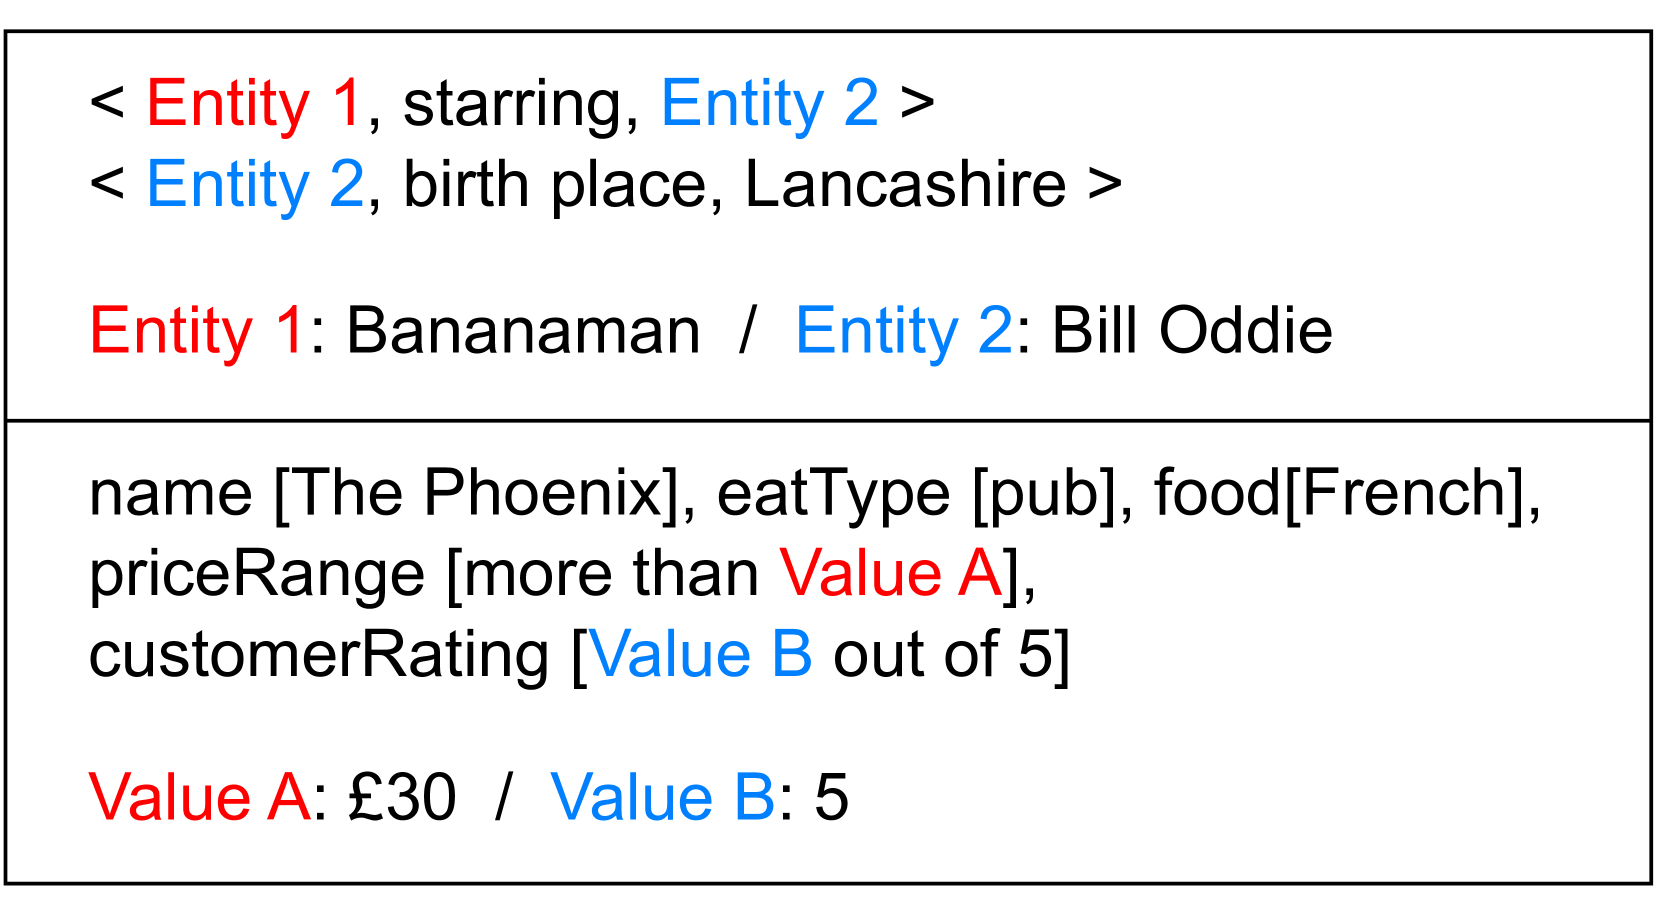 < Entity 1, starring, Entity 2 >
< Entity 2, birth place, Lancashire >
Entity 1: Bananaman / Entity 2: Bill Oddie
name [The Phoenix], eatType [pub], food[French],
priceRange [more than Value A],
customerRating [Value B out of 5]
Value A: £30 / Value B: 5